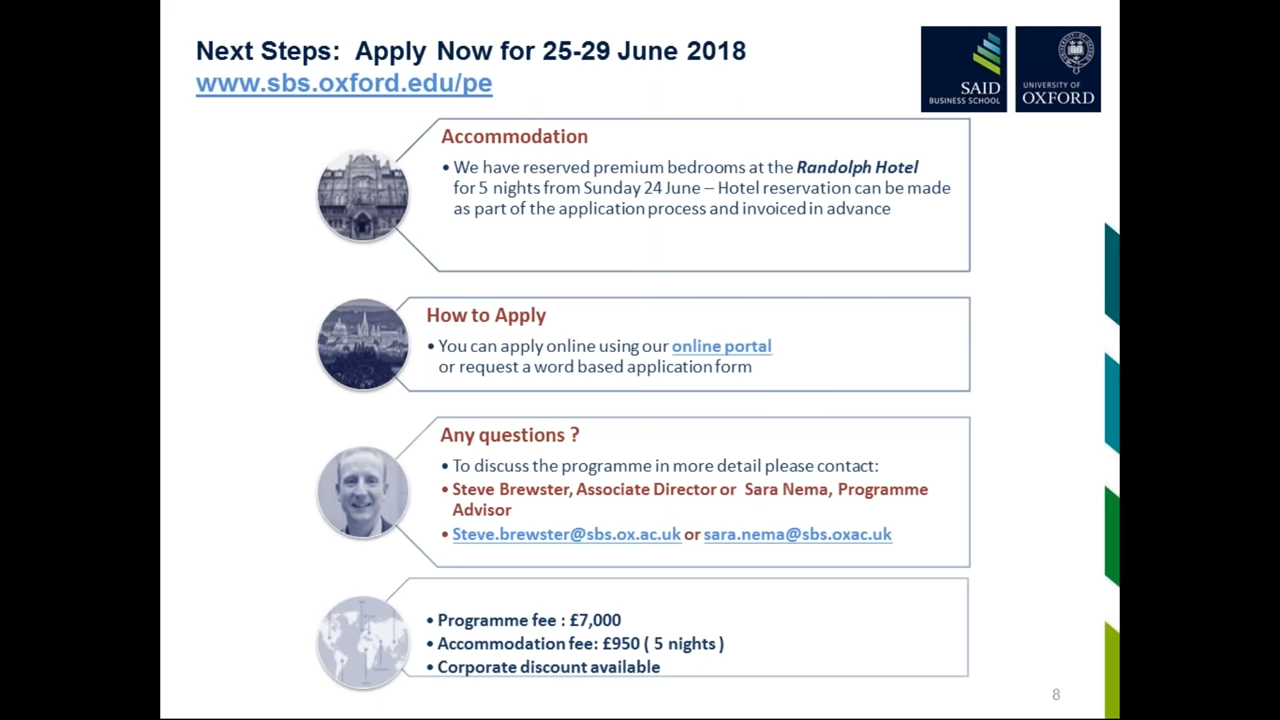 Next Steps: Apply Now for 25-29 June 2018
www.sbs.oxford.edu/pe
SAID
BUSINESS SCHOOL
UNIVERSITY OF
OXFORD
Accommodation
• We have reserved premium bedrooms at the Randolph Hotel
for 5 nights from Sunday 24 June – Hotel reservation can be made
as part of the application process and invoiced in advance
How to Apply
• You can apply online using our online portal
or request a word based application form
Any questions ?
• To discuss the programme in more detail please contact:
• Steve Brewster, Associate Director or Sara Nema, Programme
Advisor
• Steve.brewster@sbs.ox.ac.uk or sara.nema@sbs.oxac.uk
• Programme fee : £7,000
• Accommodation fee: £950 ( 5 nights )
• Corporate discount available
8